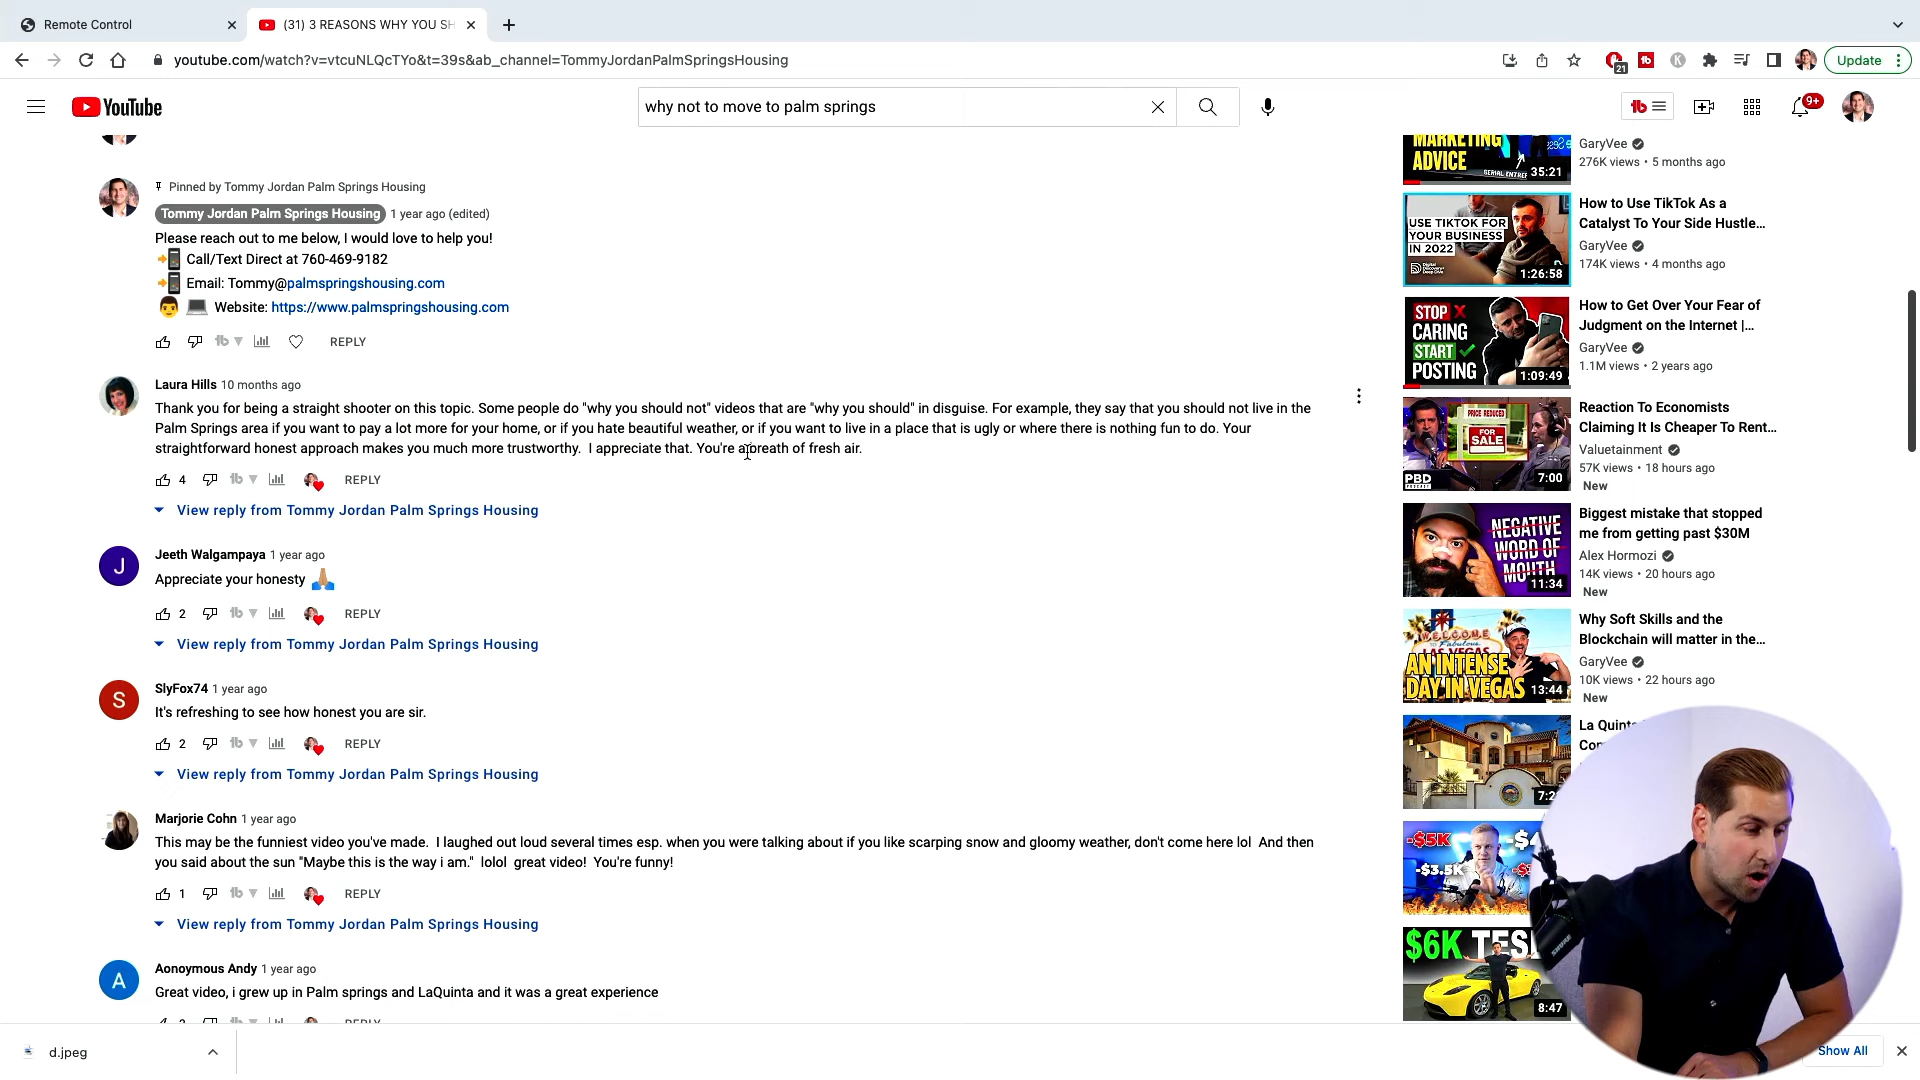 Remote Control
(31) 3 REASONS WHY YOU SH
youtube.com/watch?v=vtcuNLQcTYo&t=39s&ab_channel=TommyJordanPalmSpringsHousing
21
Update
YouTube
why not to move to palm springs
9+
Pinned by Tommy Jordan Palm Springs Housing
Tommy Jordan Palm Springs Housing 1 year ago (edited)
Please reach out to me below, I would love to help you!
Call/Text Direct at 760-469-9182
Email: Tommy@palmspringshousing.com
Website: https://www.palmspringshousing.com
REPLY
Laura Hills 10 months ago
Thank you for being a straight shooter on this topic. Some people do "why you should not" videos that are "why you should" in disguise. For example, they say that you should not live in the
Palm Springs area if you want to pay a lot more for your home, or if you hate beautiful weather, or if you want to live in a place that is ugly or where there is nothing fun to do. Your
straightforward honest approach makes you much more trustworthy. I appreciate that. You're a breath of fresh air.
4 REPLY
View reply from Tommy Jordan Palm Springs Housing
Jeeth Walgampaya 1 year ago
Appreciate your honesty
2 REPLY
View reply from Tommy Jordan Palm Springs Housing
SlyFox74 1 year ago
It's refreshing to see how honest you are sir.
2 REPLY
View reply from Tommy Jordan Palm Springs Housing
Marjorie Cohn 1 year ago
This may be the funniest video you've made. I laughed out loud several times esp. when you were talking about if you like scarping snow and gloomy weather, don't come here lol And then
you said about the sun "Maybe this is the way i am." lolol great video! You're funny!
1 REPLY
View reply from Tommy Jordan Palm Springs Housing
Aonoymous Andy 1 year ago
Great video, i grew up in Palm springs and LaQuinta and it was a great experience
MARKETING
ADVICE
35:21
GaryVee
276K views • 5 months ago
USE TIKTOK FOR
YOUR BUSINESS
IN 2022
1:26:58
How to Use TikTok As a
Catalyst To Your Side Hustle...
GaryVee
174K views • 4 months ago
STOP
CARING
START
POSTING
1:09:49
How to Get Over Your Fear of
Judgment on the Internet |...
GaryVee
1.1M views • 2 years ago
PRICE REDUCED
FOR
SALE
PBD
PODCAST
7:00
Reaction To Economists
Claiming It Is Cheaper To Rent...
Valuetainment
57K views • 18 hours ago
New
NEGATIVE
WORD OF
MOUTH
11:34
Biggest mistake that stopped
me from getting past $30M
Alex Hormozi
14K views • 20 hours ago
New
WELCOME
LAS VEGAS
AN INTENSE
DAY IN VEGAS
13:44
Why Soft Skills and the
Blockchain will matter in the...
GaryVee
10K views • 22 hours ago
New
La Quint
-$5K
-$3.5K
$6K TES
8:47
SHURE
d.jpeg
Show All